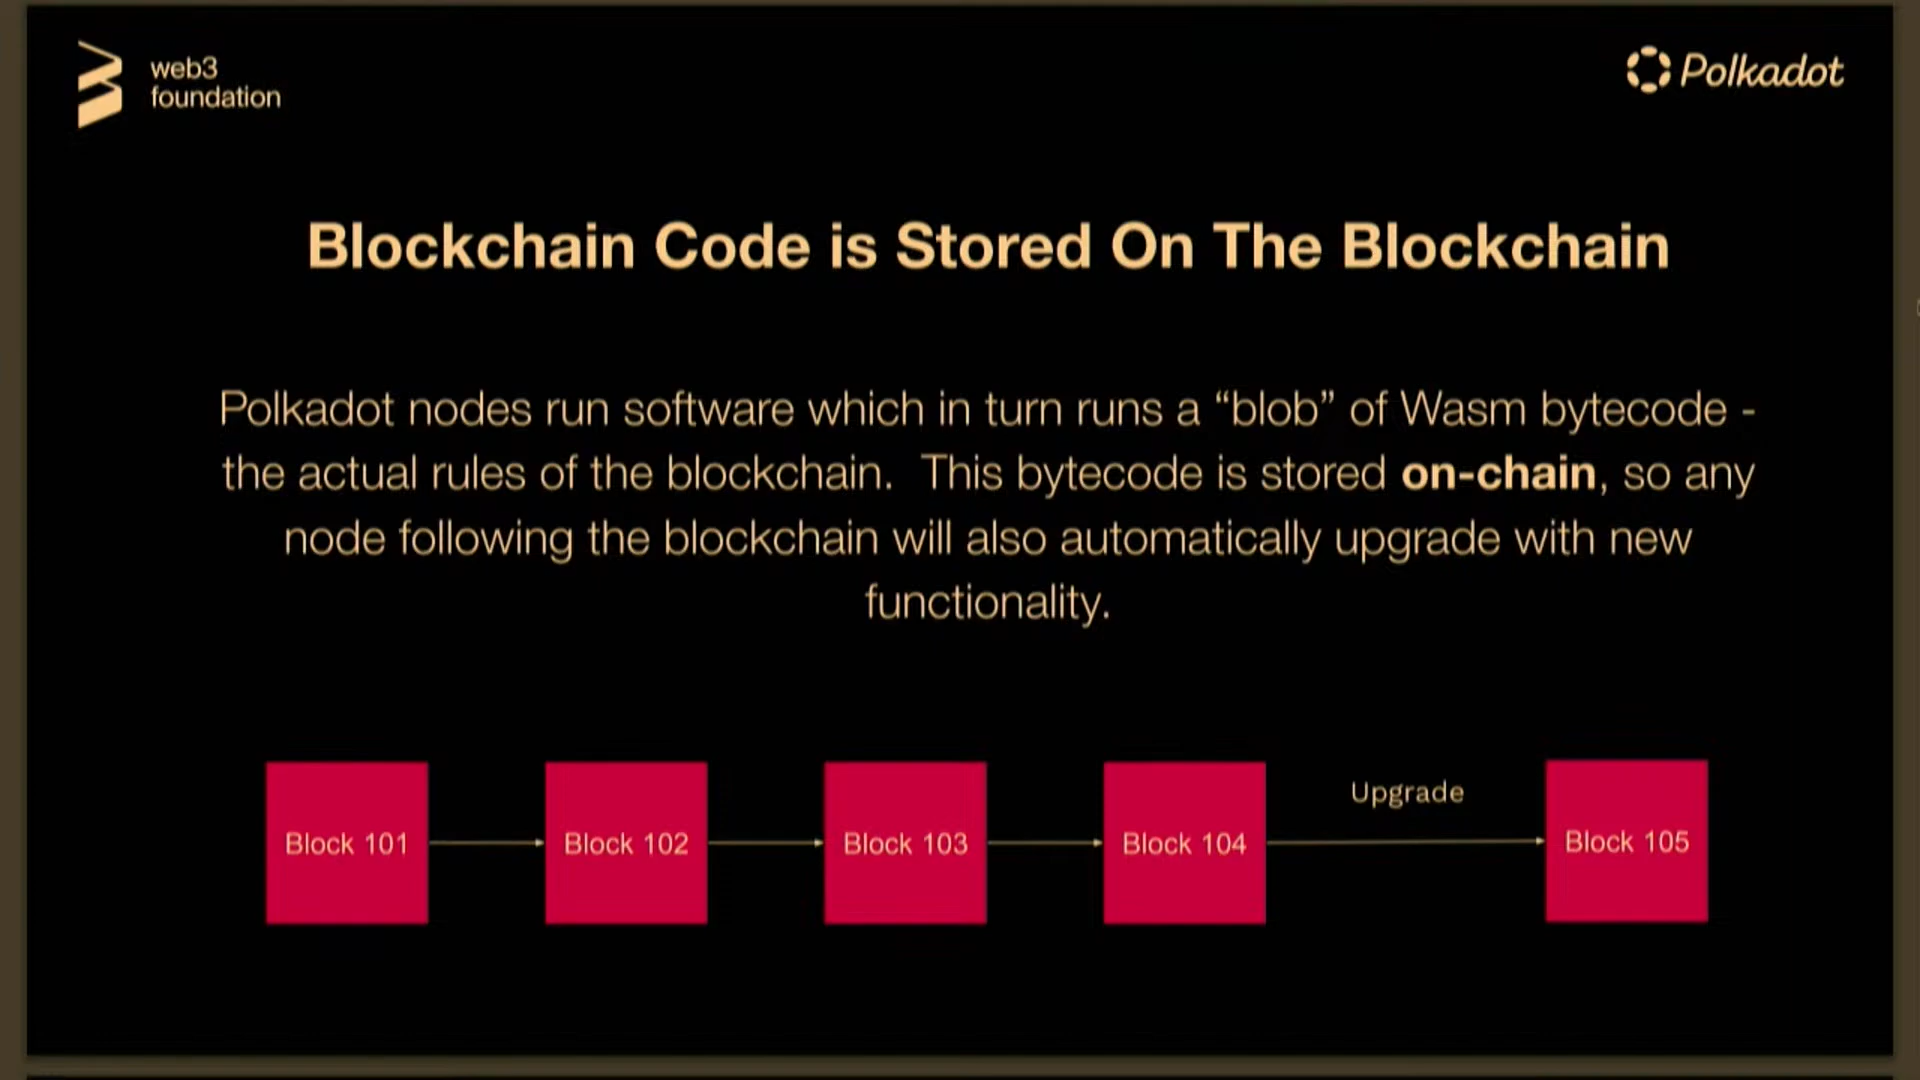 web3
foundation
Polkadot
Blockchain Code is Stored On The Blockchain
Polkadot nodes run software which in turn runs a “blob” of Wasm bytecode -
the actual rules of the blockchain.  This bytecode is stored on-chain, so any
node following the blockchain will also automatically upgrade with new
functionality.
Upgrade
Block 101
Block 102
Block 103
Block 104
Block 105